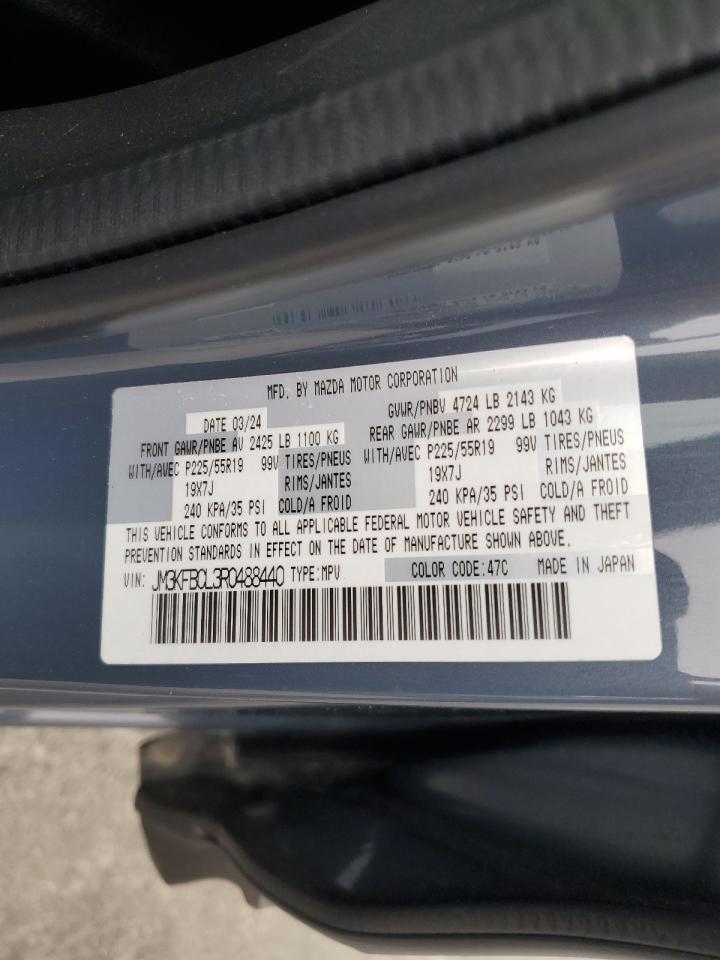 MFD. BY MAZDA MOTOR CORPORATION
DATE 03/24
GVWR/PNBV 4724 LB 2143 KG
FRONT GAWR/PNBE AV 2425 LB 1100 KG
REAR GAWR/PNBE AR 2299 LB 1043 KG
WITH/AVEC P225/55R19 99V TIRES/PNEUS
WITH/AVEC P225/55R19 99V TIRES/PNEUS
19X7J RIMS/JANTES
19X7J RIMS/JANTES
240 KPA/35 PSI COLD/A FROID
240 KPA/35 PSI COLD/A FROID
THIS VEHICLE CONFORMS TO ALL APPLICABLE FEDERAL MOTOR VEHICLE SAFETY AND THEFT
PREVENTION STANDARDS IN EFFECT ON THE DATE OF MANUFACTURE SHOWN ABOVE.
VIN: JM3KFBCL3R0488440 TYPE:MPV COLOR CODE:47C MADE IN JAPAN